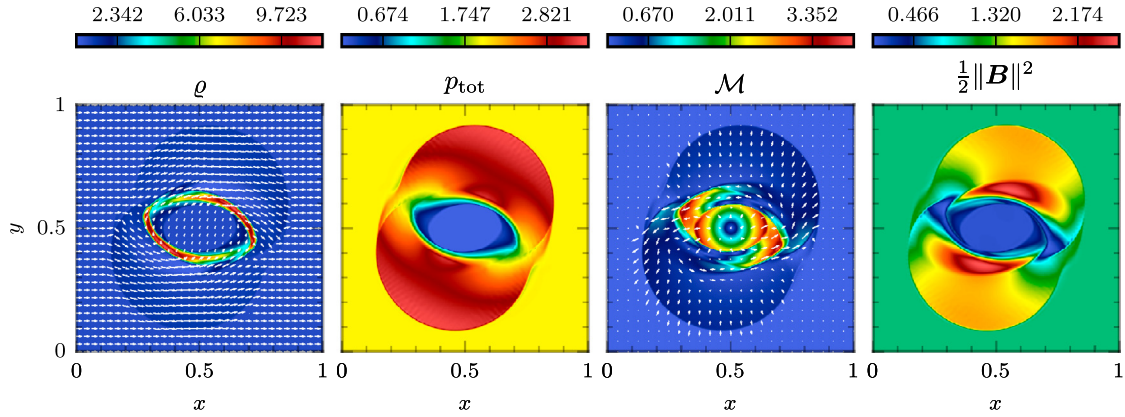 2.342 6.033 9.723 0.674 1.747 2.821 0.670 2.011 3.352 0.466 1.320 2.174
ϱ p_tot ℳ ½‖B‖²
1
y 0.5
0
0 0.5 1 0 0.5 1 0 0.5 1 0 0.5 1
x x x x